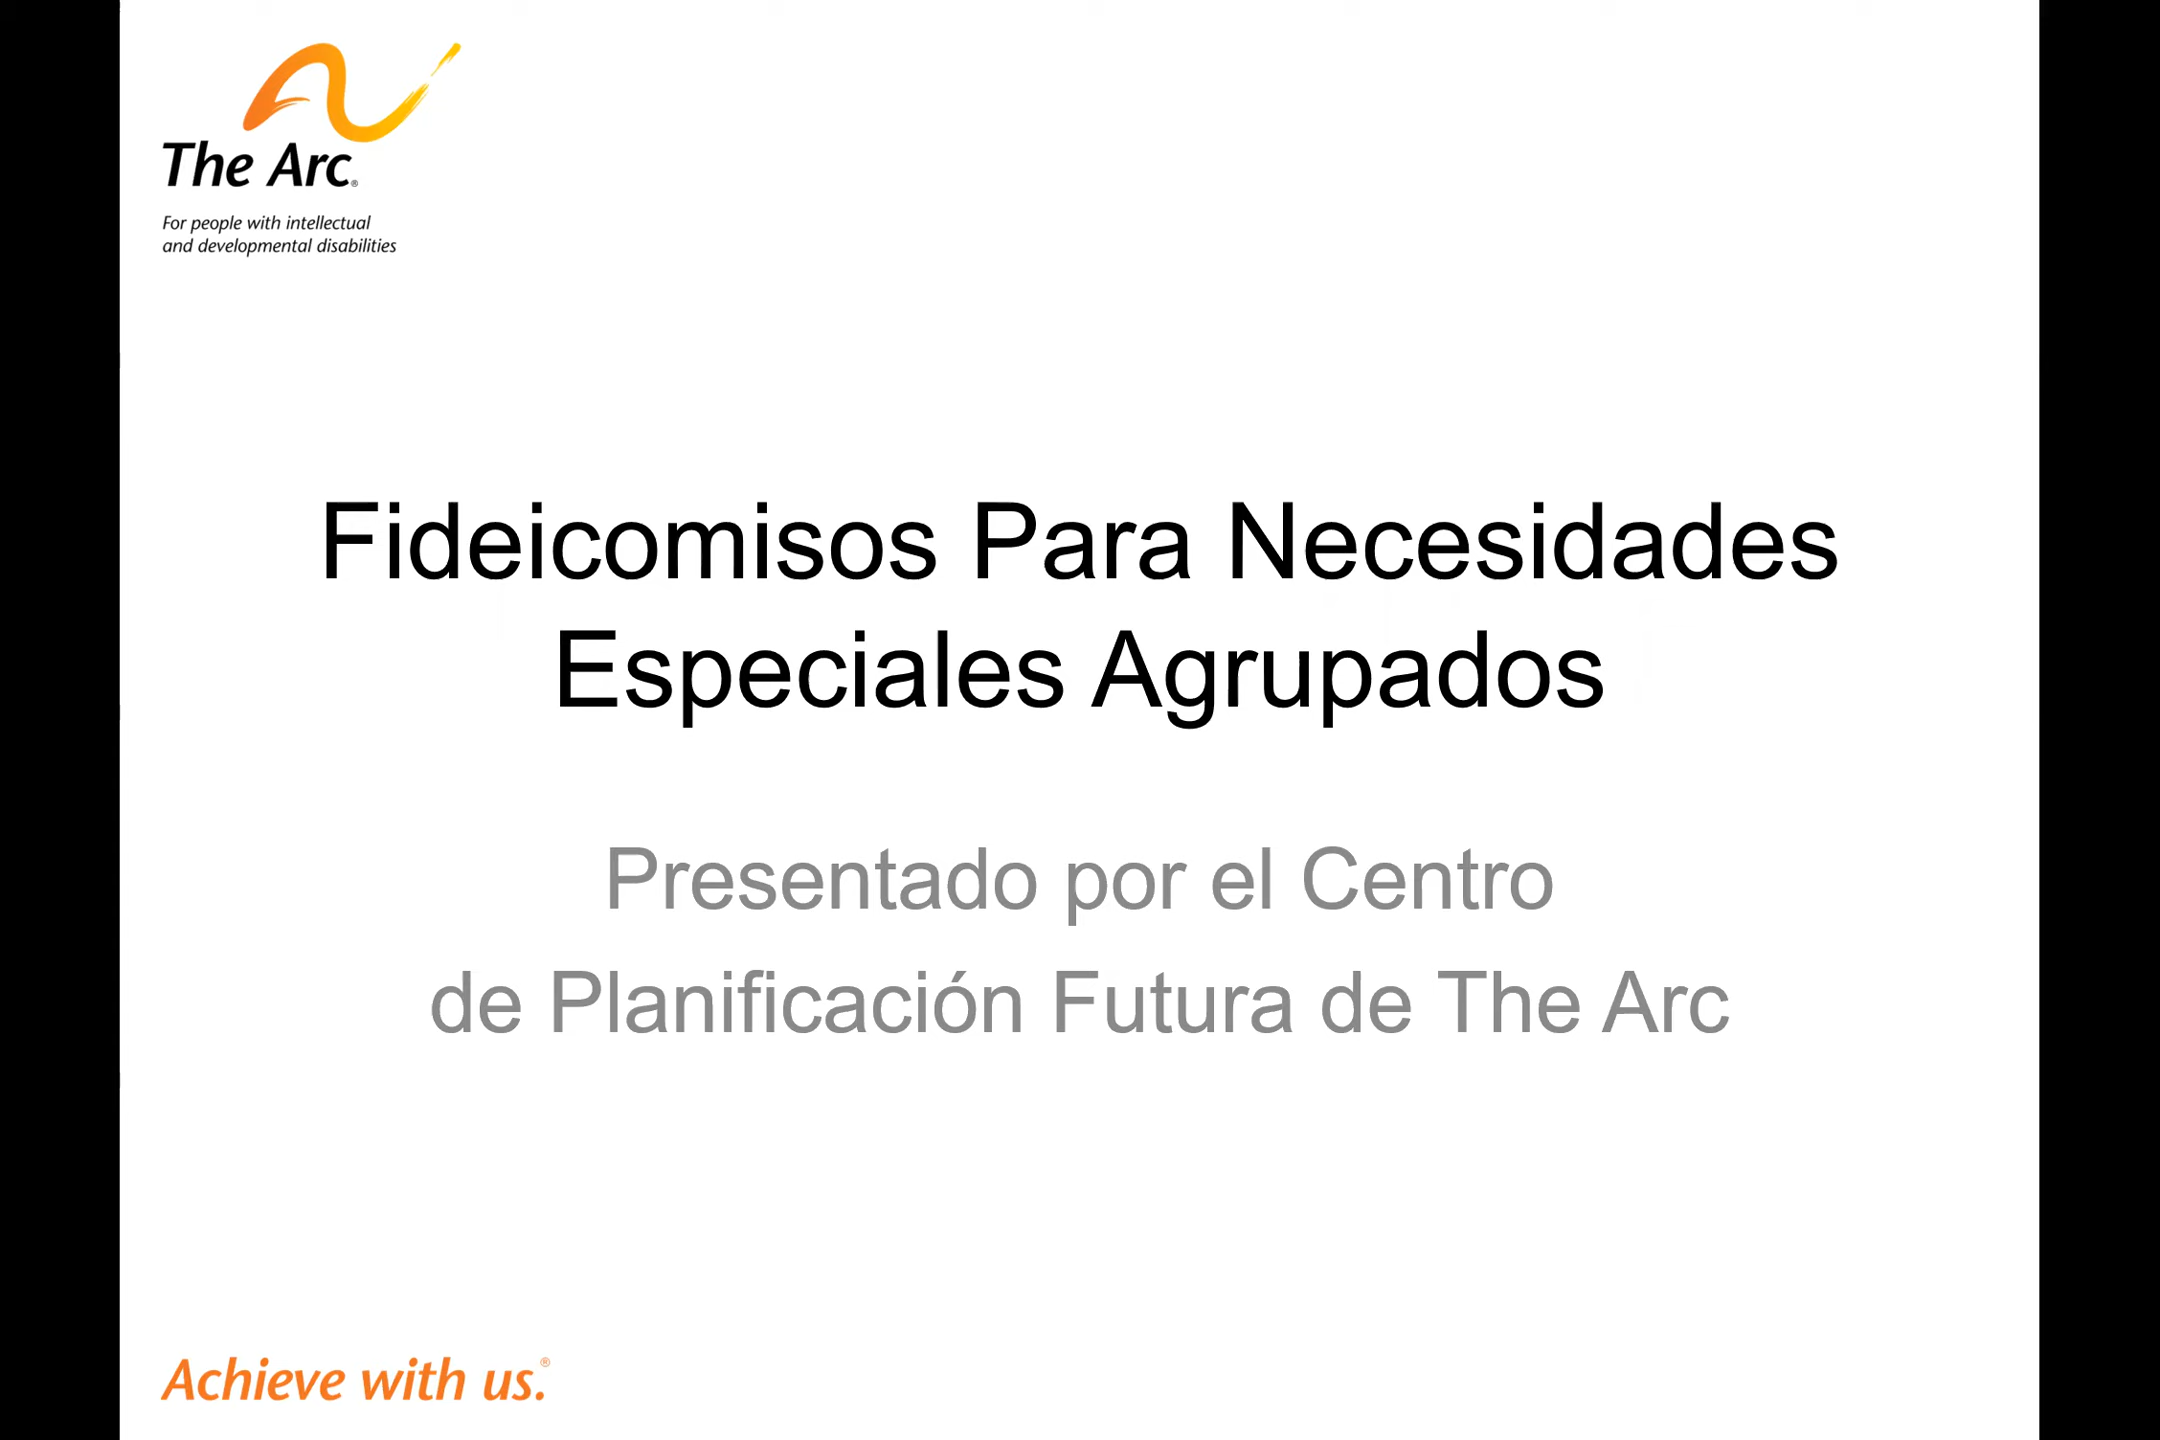 The Arc®
For people with intellectual
and developmental disabilities
Fideicomisos Para Necesidades
Especiales Agrupados
Presentado por el Centro
de Planificación Futura de The Arc
Achieve with us.®